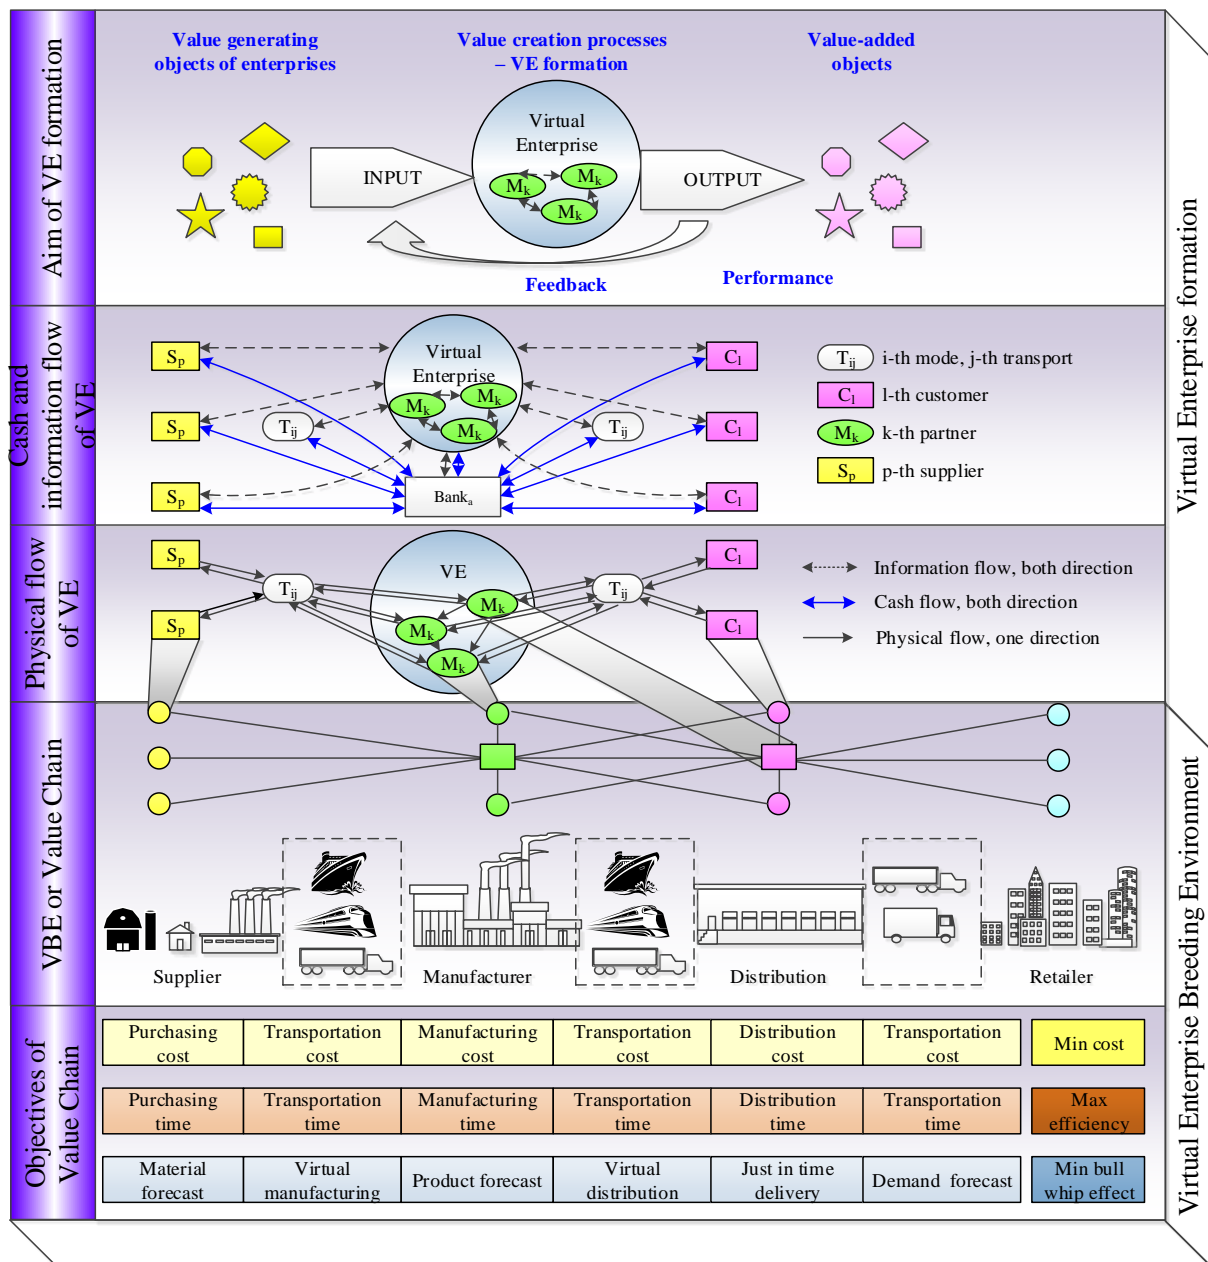 Aim of VE formation
Value generating
objects of enterprises
Value creation processes
– VE formation
Value-added
objects
Virtual
Enterprise
INPUT
OUTPUT
Mk
Mk
Mk
Feedback
Performance
Virtual Enterprise formation
Cash and
information flow
of VE
Sp
Sp
Sp
Tij
Virtual
Enterprise
Mk
Mk
Mk
Banka
Tij
Cl
Cl
Cl
Tij i-th mode, j-th transport
Cl l-th customer
Mk k-th partner
Sp p-th supplier
Physical flow
of VE
Sp
Sp
Tij
VE
Mk
Mk
Mk
Tij
Cl
Cl
Information flow, both direction
Cash flow, both direction
Physical flow, one direction
VBE or Value Chain
Supplier
Manufacturer
Distribution
Retailer
Virtual Enterprise Breeding Environment
Objectives of
Value Chain
Purchasing
cost
Transportation
cost
Manufacturing
cost
Transportation
cost
Distribution
cost
Transportation
cost
Min cost
Purchasing
time
Transportation
time
Manufacturing
time
Transportation
time
Distribution
time
Transportation
time
Max
efficiency
Material
forecast
Virtual
manufacturing
Product forecast
Virtual
distribution
Just in time
delivery
Demand forecast
Min bull
whip effect